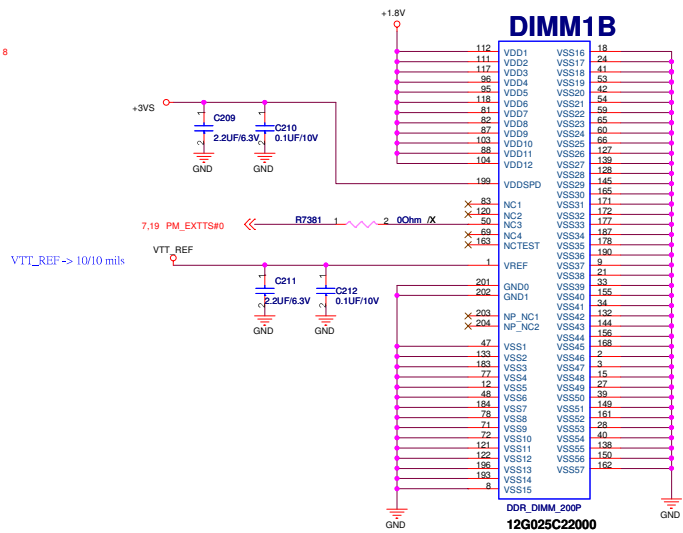 +1.8V
DIMM1B
8
112 VDD1 VSS16 18
111 VDD2 VSS17 24
117 VDD3 VSS18 41
96 VDD4 VSS19 53
95 VDD5 VSS20 42
118 VDD6 VSS21 54
81 VDD7 VSS22 59
82 VDD8 VSS23 65
87 VDD9 VSS24 60
103 VDD10 VSS25 66
88 VDD11 VSS26 127
104 VDD12 VSS27 139
VSS28 128
199 VDDSPD VSS29 145
VSS30 165
83 NC1 VSS31 171
120 NC2 VSS32 172
50 NC3 VSS33 177
69 NC4 VSS34 187
163 NCTEST VSS35 178
VSS36 190
1 VREF VSS37 9
VSS38 21
201 GND0 VSS39 33
202 GND1 VSS40 155
VSS41 34
203 NP_NC1 VSS42 132
204 NP_NC2 VSS43 144
VSS44 156
47 VSS1 VSS45 168
133 VSS2 VSS46 2
183 VSS3 VSS47 3
77 VSS4 VSS48 15
12 VSS5 VSS49 27
48 VSS6 VSS50 39
184 VSS7 VSS51 149
78 VSS8 VSS52 161
71 VSS9 VSS53 28
72 VSS10 VSS54 40
121 VSS11 VSS55 138
122 VSS12 VSS56 150
196 VSS13 VSS57 162
193 VSS14
8 VSS15
DDR_DIMM_200P
12G025C22000
GND
GND
+3VS
1
C209
2.2UF/6.3V
2
GND
1
C210
0.1UF/10V
2
GND
7,19 PM_EXTTS#0
R7381 1 2 0Ohm /X
VTT_REF
VTT_REF -> 10/10 mils
1
C211
2.2UF/6.3V
2
GND
1
C212
0.1UF/10V
2
GND